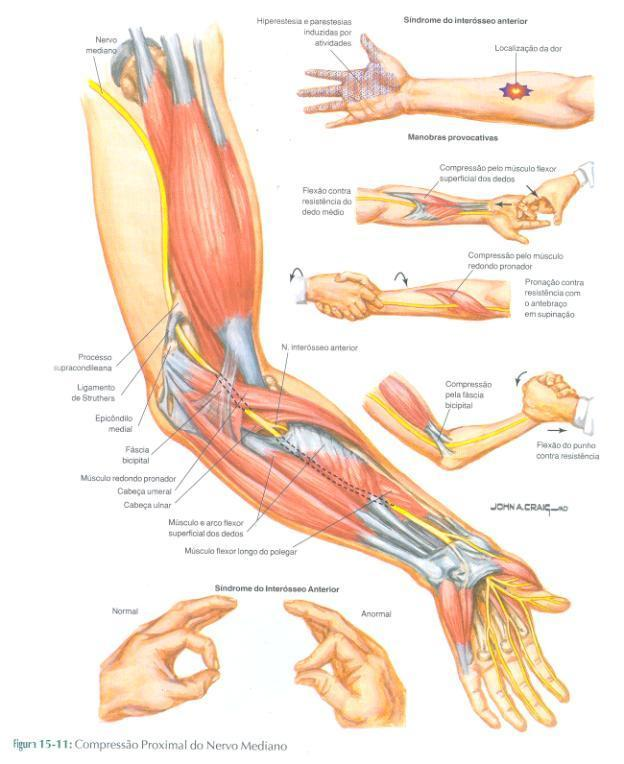 Síndrome do interósseo anterior
Hiperestesia e parestesias
induzidas por
atividades
Localização da dor
Nervo
mediano
Manobras provocativas
Compressão pelo músculo flexor
superficial dos dedos
Flexão contra
resistência do
dedo médio
Compressão pelo músculo
redondo pronador
Pronação contra
resistência com
o antebraço
em supinação
N. interósseo anterior
Processo
supracondileana
Ligamento
de Struthers
Epicôndilo
medial
Fáscia
bicipital
Músculo redondo pronador
Cabeça umeral
Cabeça ulnar
Músculo e arco flexor
superficial dos dedos
Músculo flexor longo do polegar
Compressão
pela fáscia
bicipital
Flexão do punho
contra resistência
JOHN A. CRAIG MD
Síndrome do Interósseo Anterior
Normal
Anormal
Figura 15-11: Compressão Proximal do Nervo Mediano